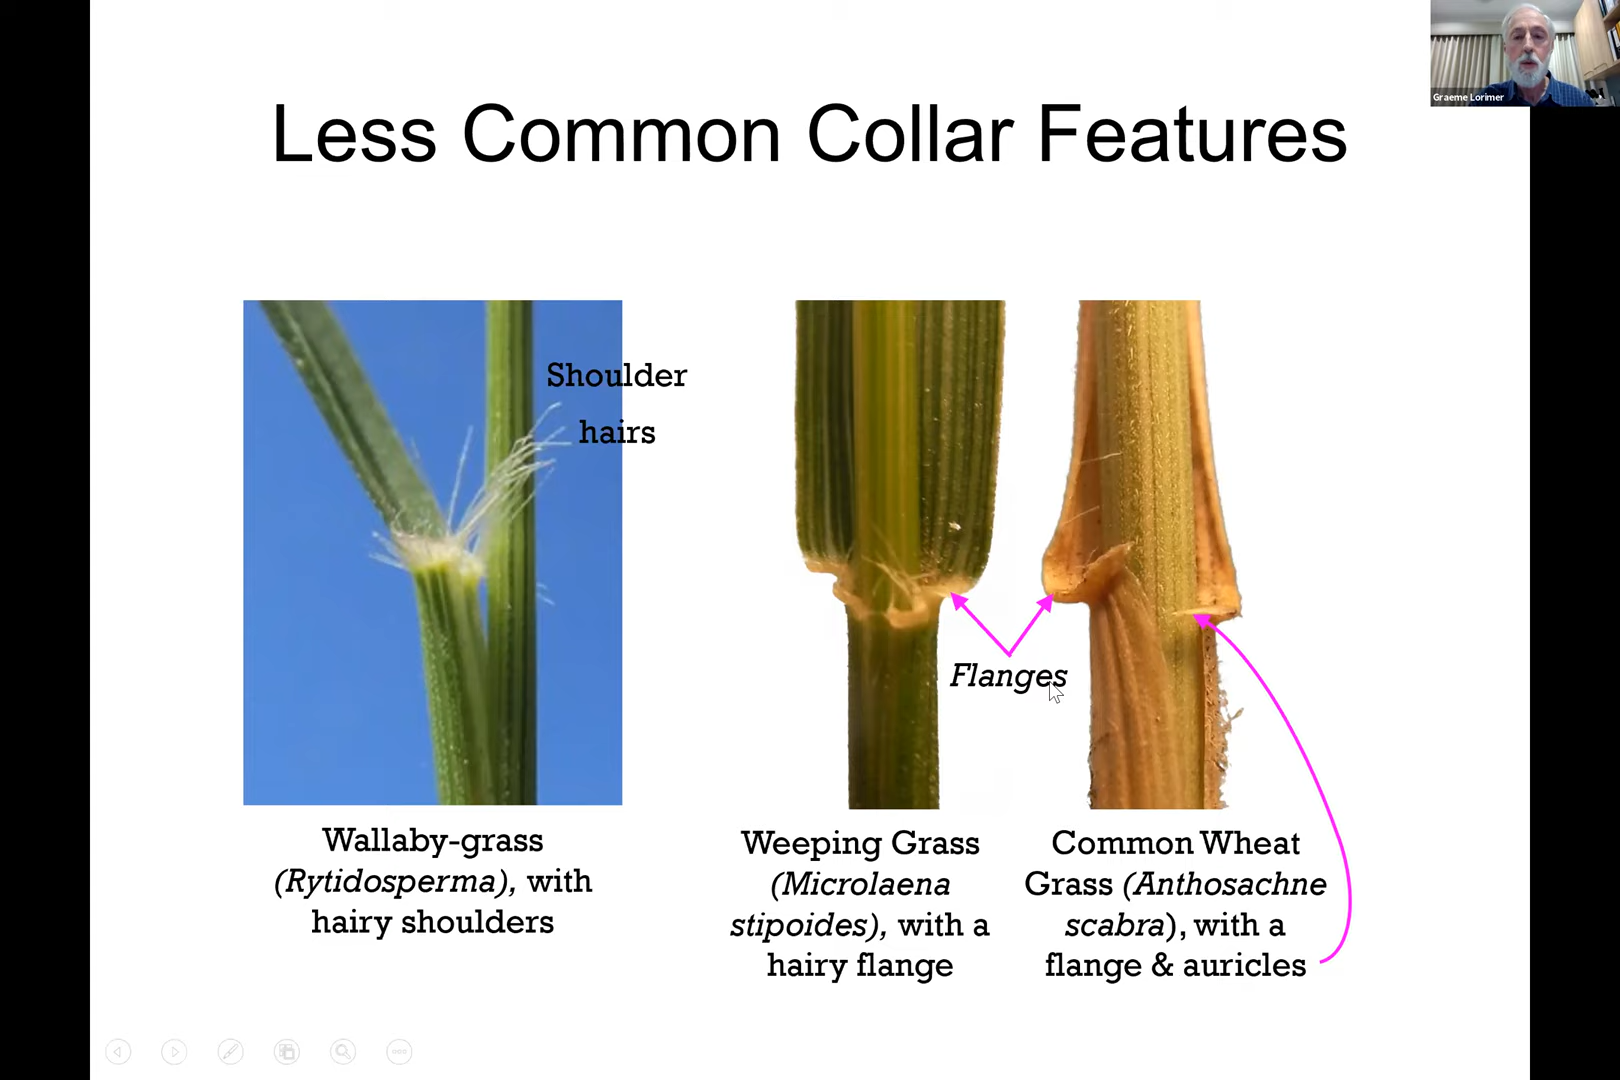 Graeme Lorimer
Less Common Collar Features
Shoulder
hairs
Flanges
Wallaby-grass
(Rytidosperma), with
hairy shoulders
Weeping Grass
(Microlaena
stipoides), with a
hairy flange
Common Wheat
Grass (Anthosachne
scabra), with a
flange & auricles